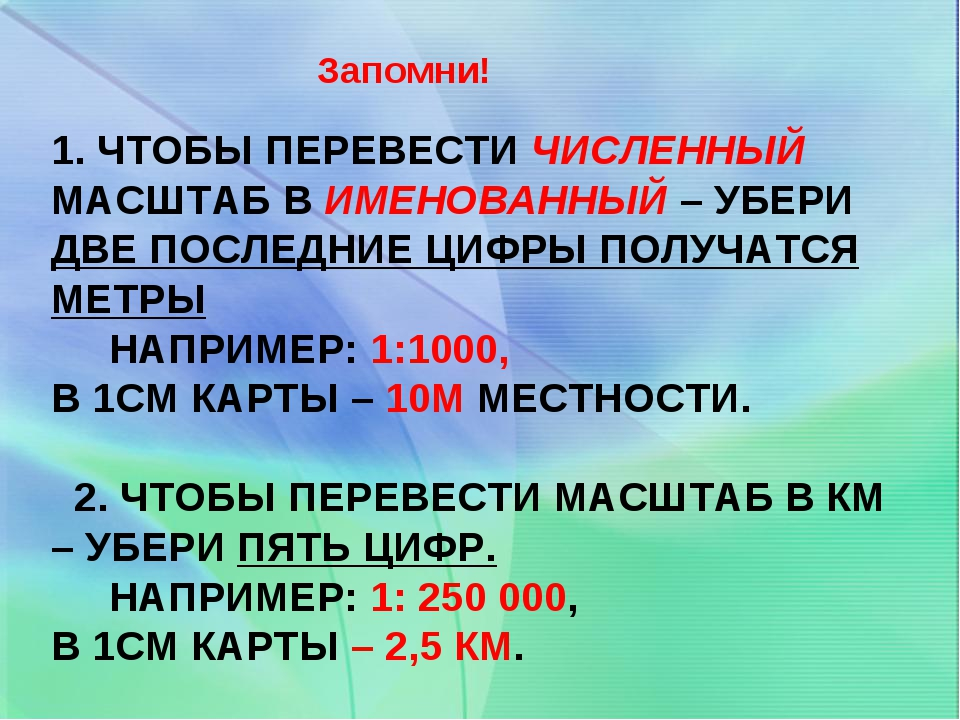 Запомни!
1. ЧТОБЫ ПЕРЕВЕСТИ ЧИСЛЕННЫЙ
МАСШТАБ В ИМЕНОВАННЫЙ – УБЕРИ
ДВЕ ПОСЛЕДНИЕ ЦИФРЫ ПОЛУЧАТСЯ
МЕТРЫ
НАПРИМЕР: 1:1000,
В 1СМ КАРТЫ – 10М МЕСТНОСТИ.
2. ЧТОБЫ ПЕРЕВЕСТИ МАСШТАБ В КМ
– УБЕРИ ПЯТЬ ЦИФР.
НАПРИМЕР: 1: 250 000,
В 1СМ КАРТЫ – 2,5 КМ.